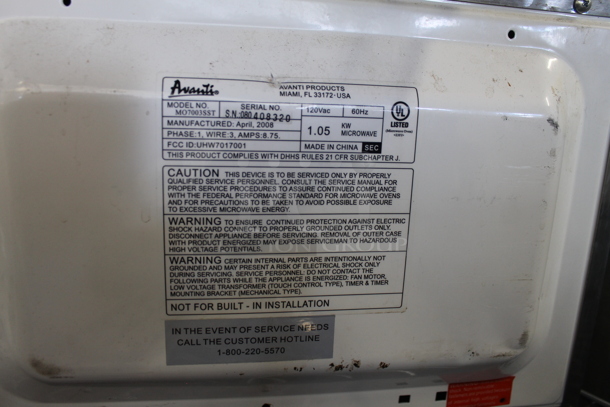 Avanti
AVANTI PRODUCTS
MIAMI, FL 33172-USA
MODEL NO.
MO7003SST
SERIAL NO.
S.N:080408320
120Vac
60Hz
UL
LISTED
MANUFACTURED: April, 2008
PHASE:1, WIRE:3, AMPS:8.75.
1.05
KW
MICROWAVE
FCC ID:UHW7017001
MADE IN CHINA
SEC
THIS PRODUCT COMPLIES WITH DHHS RULES 21 CFR SUBCHAPTER J.
CAUTION THIS DEVICE IS TO BE SERVICED ONLY BY PROPERLY
QUALIFIED SERVICE PERSONNEL. CONSULT THE SERVICE MANUAL FOR
PROPER SERVICE PROCEDURES TO ASSURE CONTINUED COMPLIANCE
WITH THE FEDERAL PERFORMANCE STANDARD FOR MICROWAVE OVENS
AND FOR PRECAUTIONS TO BE TAKEN TO AVOID POSSIBLE EXPOSURE
TO EXCESSIVE MICROWAVE ENERGY.
WARNING TO ENSURE CONTINUED PROTECTION AGAINST ELECTRIC
SHOCK HAZARD CONNECT TO PROPERLY GROUNDED OUTLETS ONLY.
DISCONNECT APPLIANCE BEFORE SERVICING. REMOVAL OF OUTER CASE
WITH PRODUCT ENERGIZED MAY EXPOSE SERVICEMAN TO HAZARDOUS
HIGH VOLTAGE POTENTIALS.
WARNING CERTAIN INTERNAL PARTS ARE INTENTIONALLY NOT
GROUNDED AND MAY PRESENT A RISK OF ELECTRICAL SHOCK ONLY
DURING SERVICING. SERVICE PERSONNEL: DO NOT CONTACT THE
FOLLOWING PARTS WHILE THE APPLIANCE IS ENERGIZED: FAN MOTOR,
LOW VOLTAGE TRANSFORMER (TOUCH CONTROL TYPE), TIMER & TIMER
MOUNTING BRACKET (MECHANICAL TYPE).
NOT FOR BUILT - IN INSTALLATION
IN THE EVENT OF SERVICE NEEDS
CALL THE CUSTOMER HOTLINE
1-800-220-5570